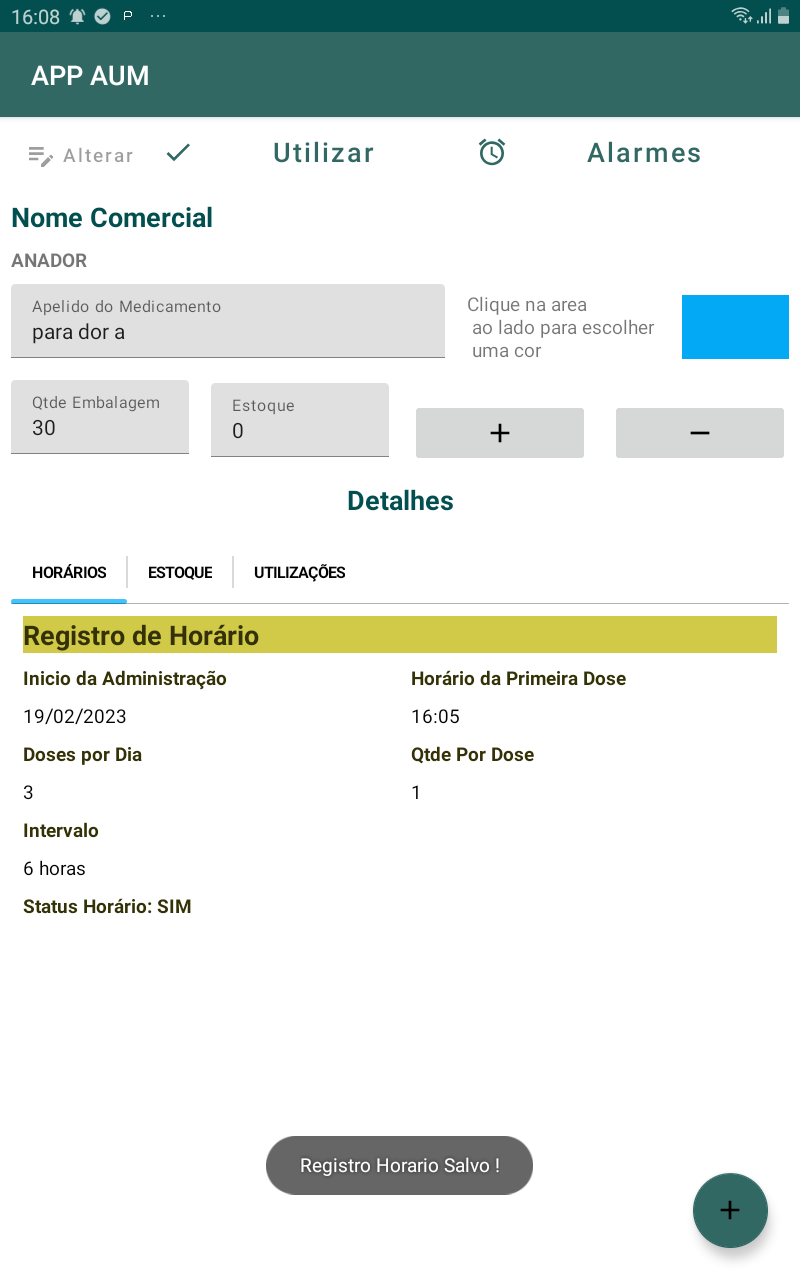 16:08
APP AUM
Alterar
Utilizar
Alarmes
Nome Comercial
ANADOR
Apelido do Medicamento
para dor a
Clique na area
ao lado para escolher
uma cor
Qtde Embalagem
30
Estoque
0
+
−
Detalhes
HORÁRIOS
ESTOQUE
UTILIZAÇÕES
Registro de Horário
Inicio da Administração
Horário da Primeira Dose
19/02/2023
16:05
Doses por Dia
Qtde Por Dose
3
1
Intervalo
6 horas
Status Horário: SIM
Registro Horario Salvo !
+